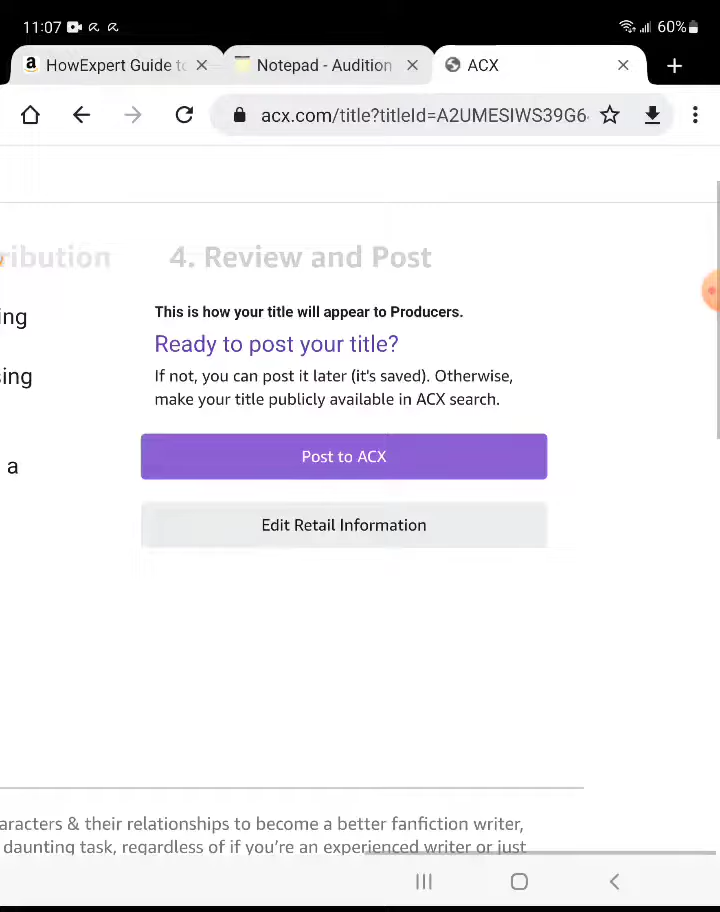 11:07 60%
HowExpert Guide to Notepad - Audition ACX
acx.com/title?titleId=A2UMESIWS39G6
ribution 4. Review and Post
This is how your title will appear to Producers.
ing
Ready to post your title?
sing
If not, you can post it later (it's saved). Otherwise,
make your title publicly available in ACX search.
a
Post to ACX
Edit Retail Information
aracters & their relationships to become a better fanfiction writer,
daunting task, regardless of if you're an experienced writer or just